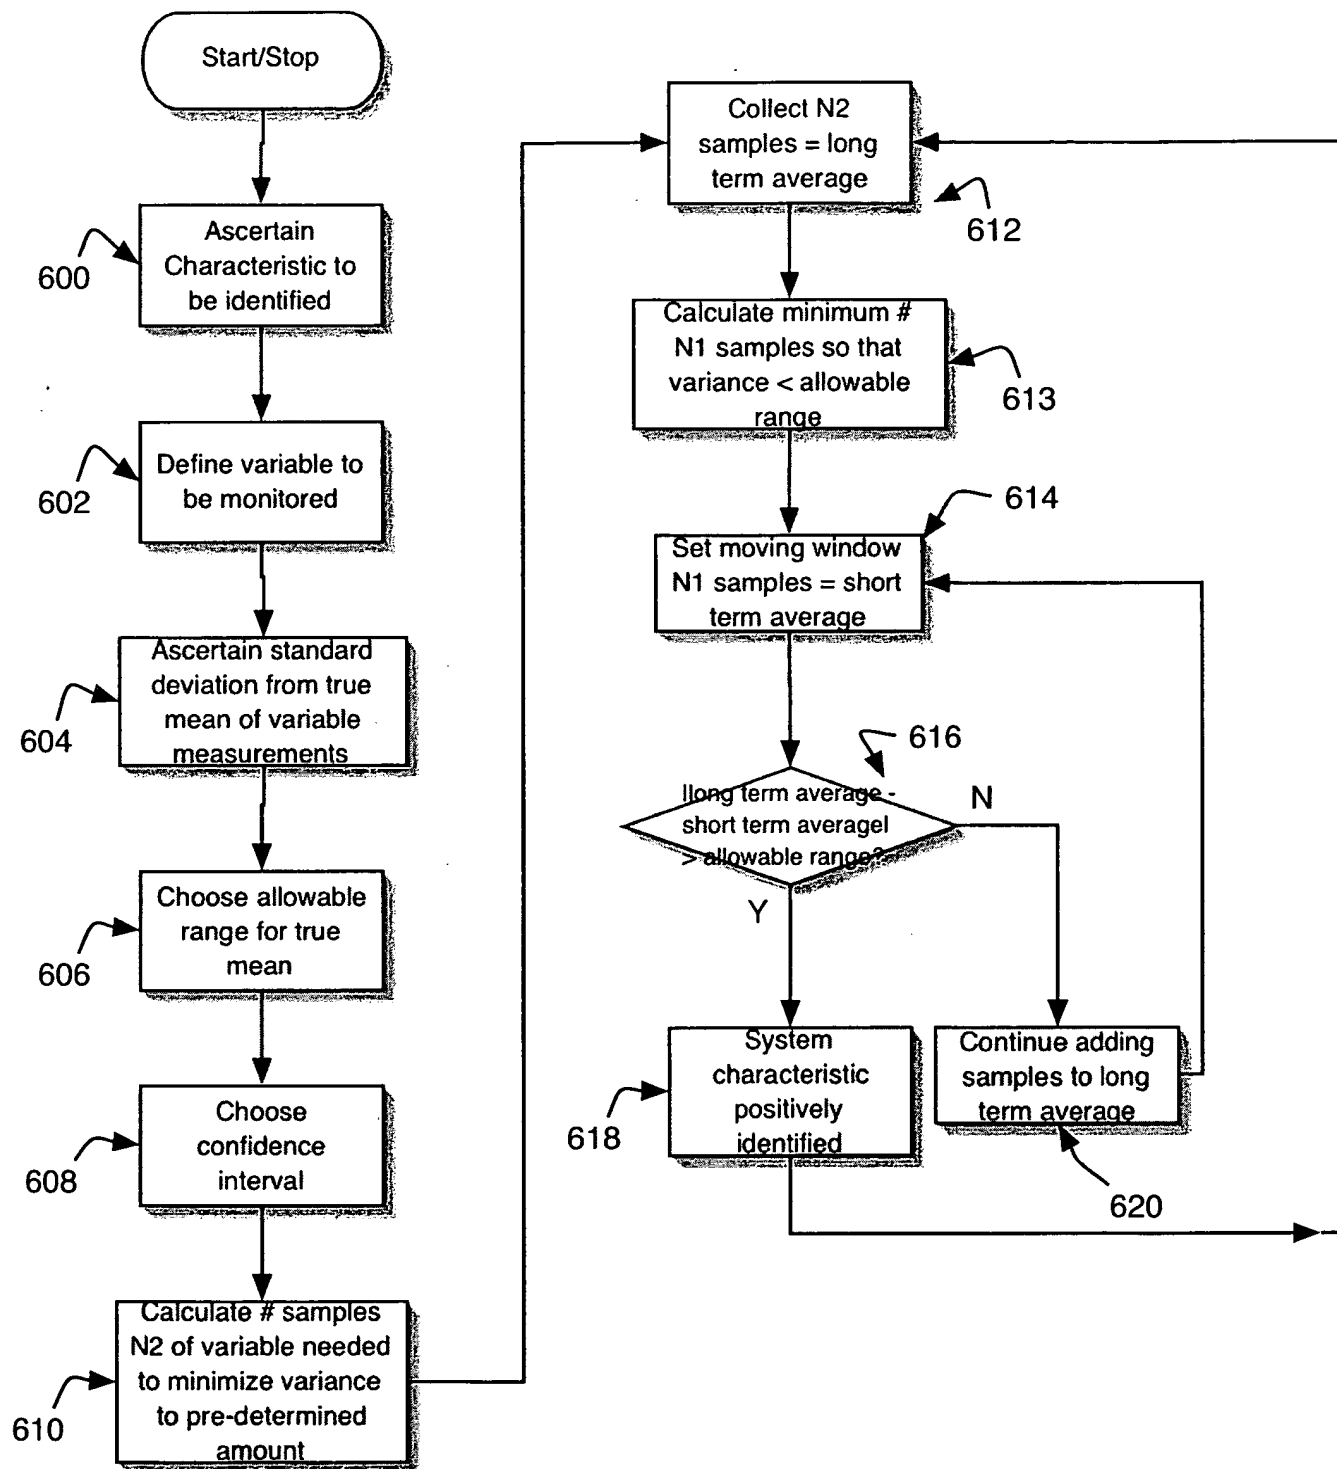 Start/Stop
600
Ascertain
Characteristic to
be identified
602
Define variable to
be monitored
604
Ascertain standard
deviation from true
mean of variable
measurements
606
Choose allowable
range for true
mean
608
Choose
confidence
interval
610
Calculate # samples
N2 of variable needed
to minimize variance
to pre-determined
amount
Collect N2
samples = long
term average
612
Calculate minimum #
N1 samples so that
variance < allowable
range
613
614
Set moving window
N1 samples = short
term average
616
|long term average -
short term average|
> allowable range?
N
Y
618
System
characteristic
positively
identified
Continue adding
samples to long
term average
620